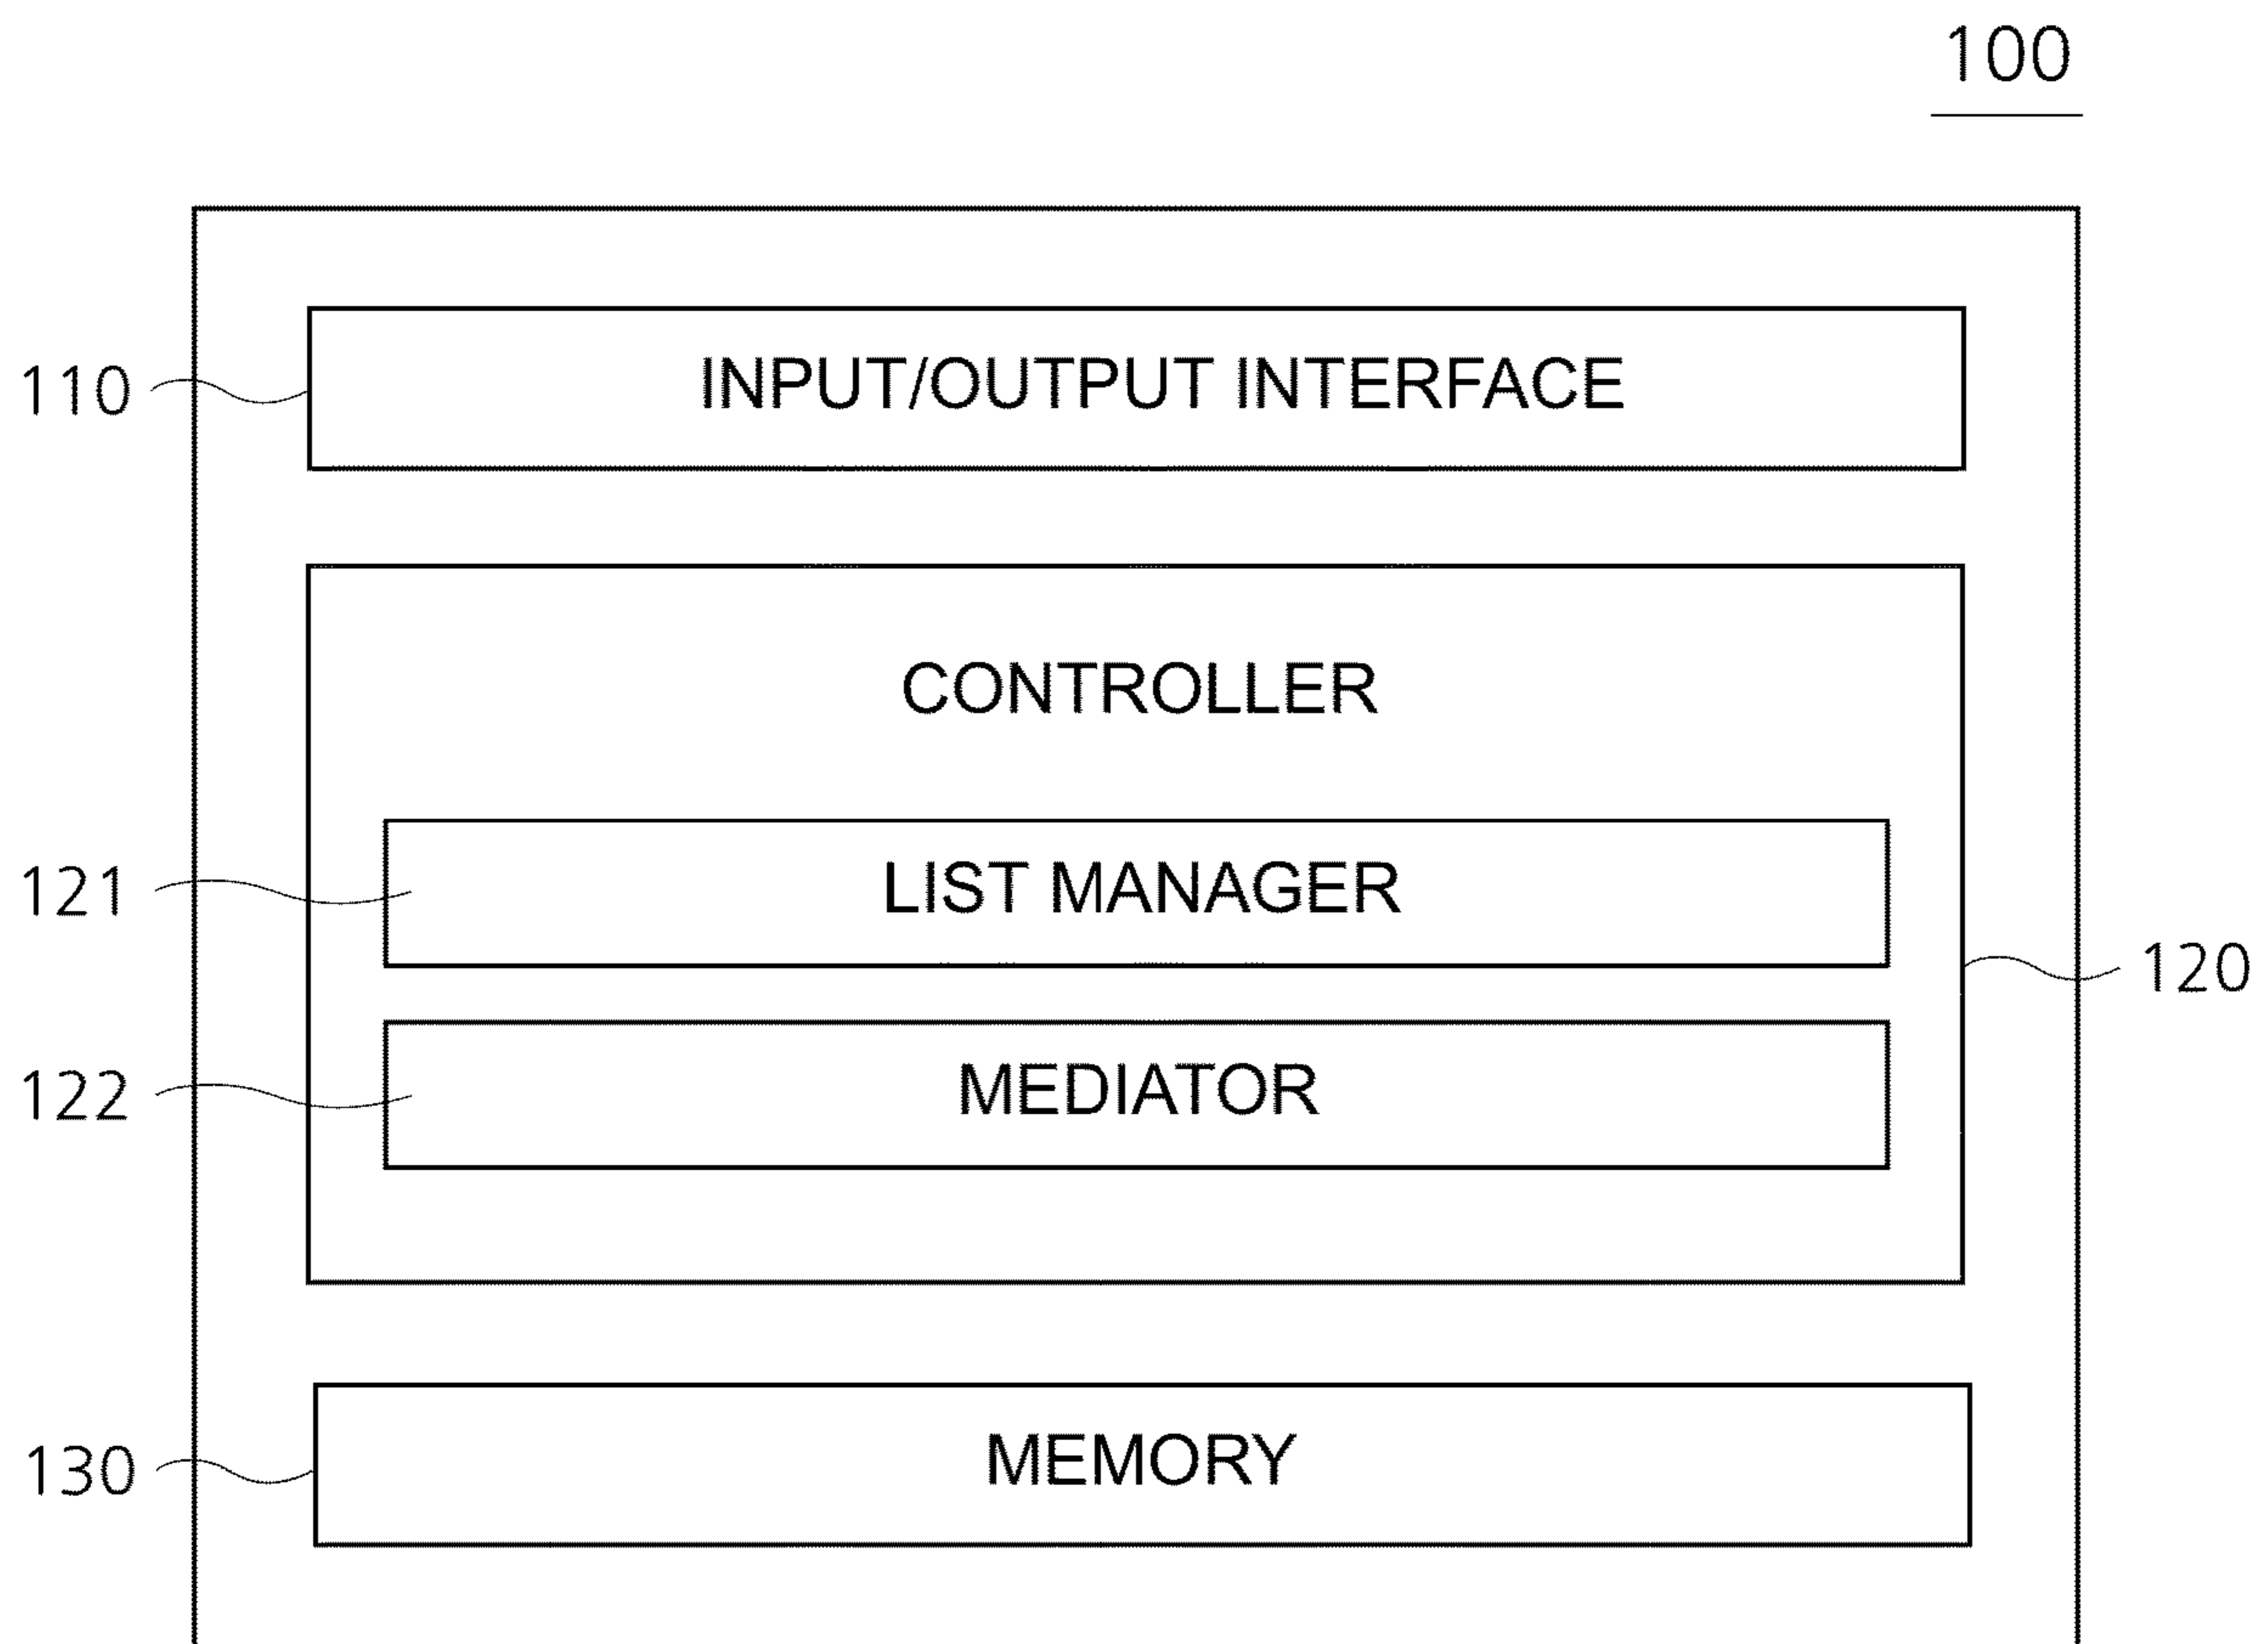 100
110
INPUT/OUTPUT INTERFACE
CONTROLLER
121
LIST MANAGER
120
122
MEDIATOR
130
MEMORY